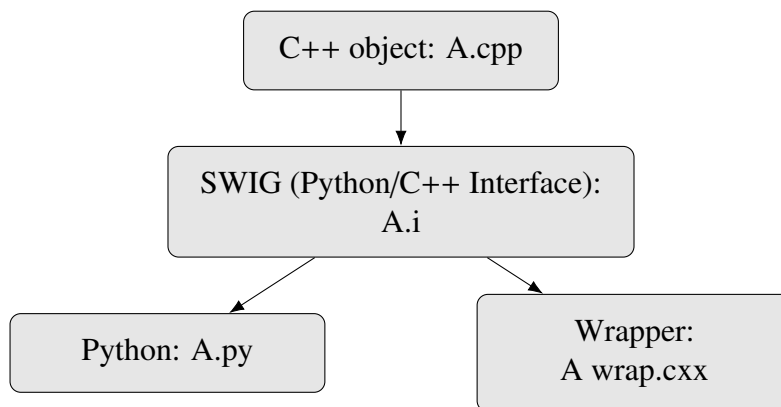 C++ object: A.cpp
SWIG (Python/C++ Interface):
A.i
Python: A.py
Wrapper:
A wrap.cxx